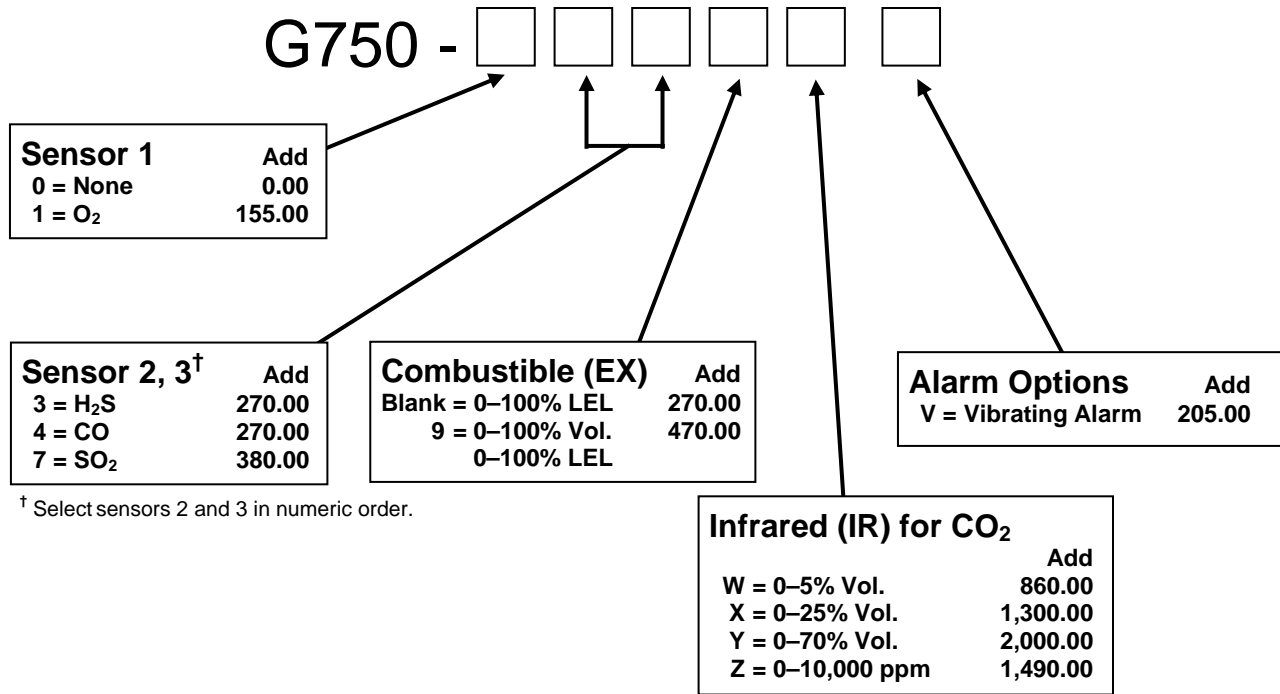 G750 -
Sensor 1 Add
0 = None 0.00
1 = O₂ 155.00
Sensor 2, 3† Add
3 = H₂S 270.00
4 = CO 270.00
7 = SO₂ 380.00
† Select sensors 2 and 3 in numeric order.
Combustible (EX) Add
Blank = 0–100% LEL 270.00
9 = 0–100% Vol. 470.00
0–100% LEL
Alarm Options Add
V = Vibrating Alarm 205.00
Infrared (IR) for CO₂
Add
W = 0–5% Vol. 860.00
X = 0–25% Vol. 1,300.00
Y = 0–70% Vol. 2,000.00
Z = 0–10,000 ppm 1,490.00